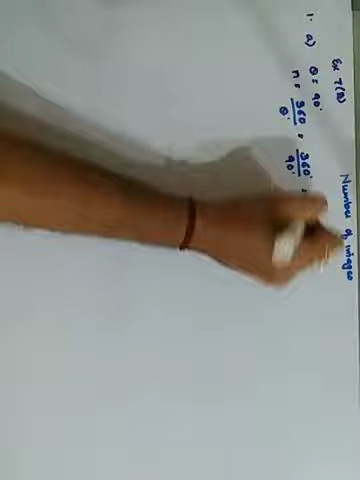 Ex 7(B)
Number of images
1. a) θ = 90°
n = 360 / θ° = 360° / 90° =